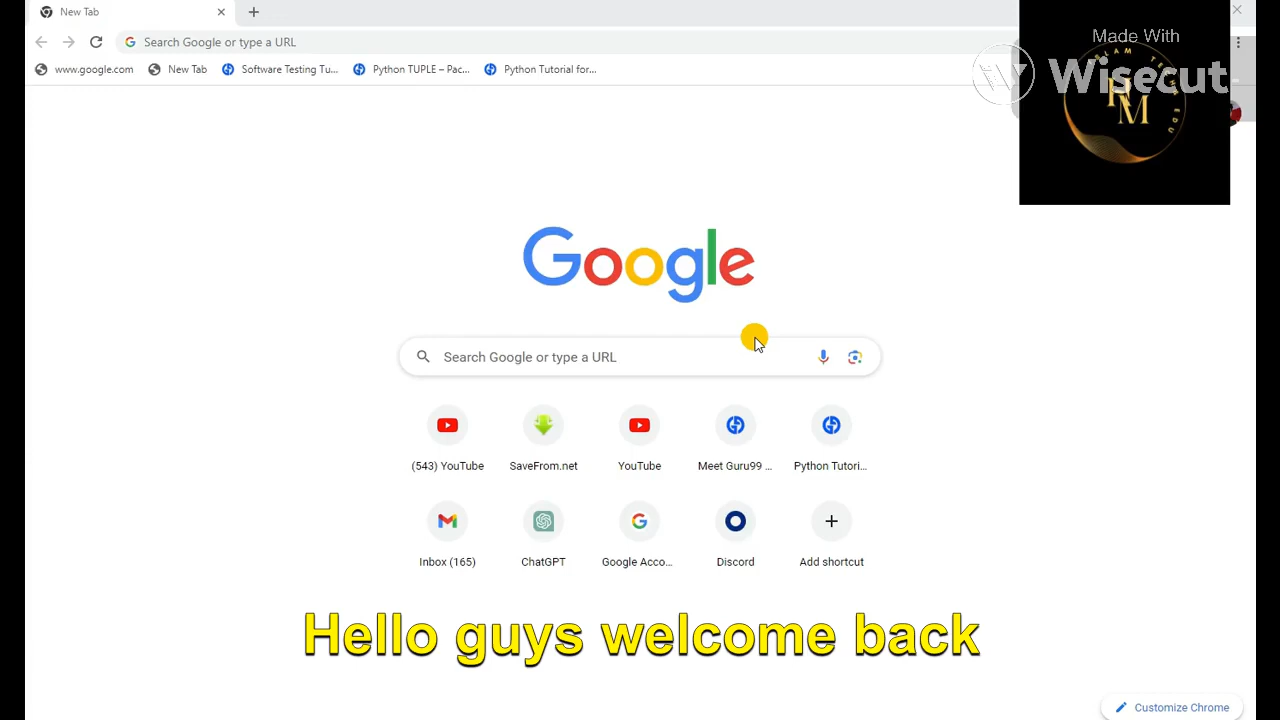 New Tab
Search Google or type a URL
www.google.com New Tab Software Testing Tu... Python TUPLE – Pac... Python Tutorial for...
Made With
Wisecut
M
EDU
Google
Search Google or type a URL
(543) YouTube SaveFrom.net YouTube Meet Guru99 ... Python Tutori...
Inbox (165) ChatGPT Google Acco... Discord Add shortcut
Hello guys welcome back
Customize Chrome